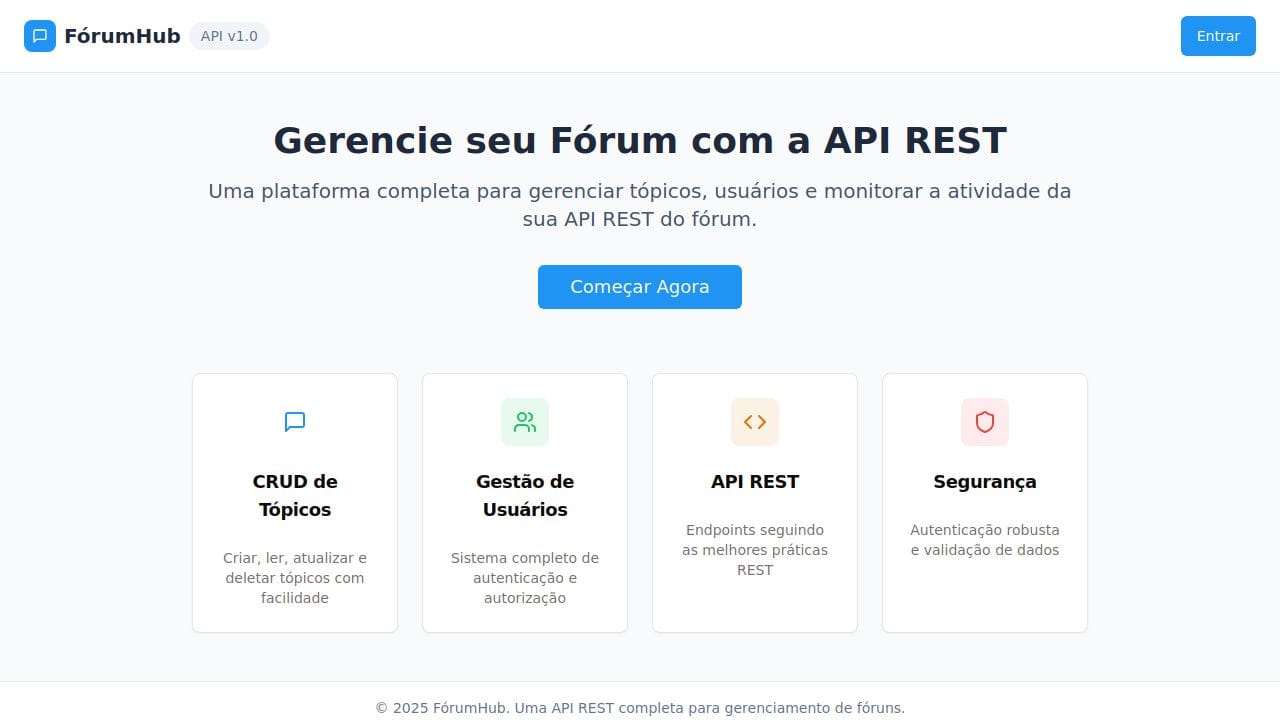 FórumHub
API v1.0
Entrar
Gerencie seu Fórum com a API REST
Uma plataforma completa para gerenciar tópicos, usuários e monitorar a atividade da
sua API REST do fórum.
Começar Agora
CRUD de
Tópicos
Criar, ler, atualizar e
deletar tópicos com
facilidade
Gestão de
Usuários
Sistema completo de
autenticação e
autorização
API REST
Endpoints seguindo
as melhores práticas
REST
Segurança
Autenticação robusta
e validação de dados
© 2025 FórumHub. Uma API REST completa para gerenciamento de fóruns.